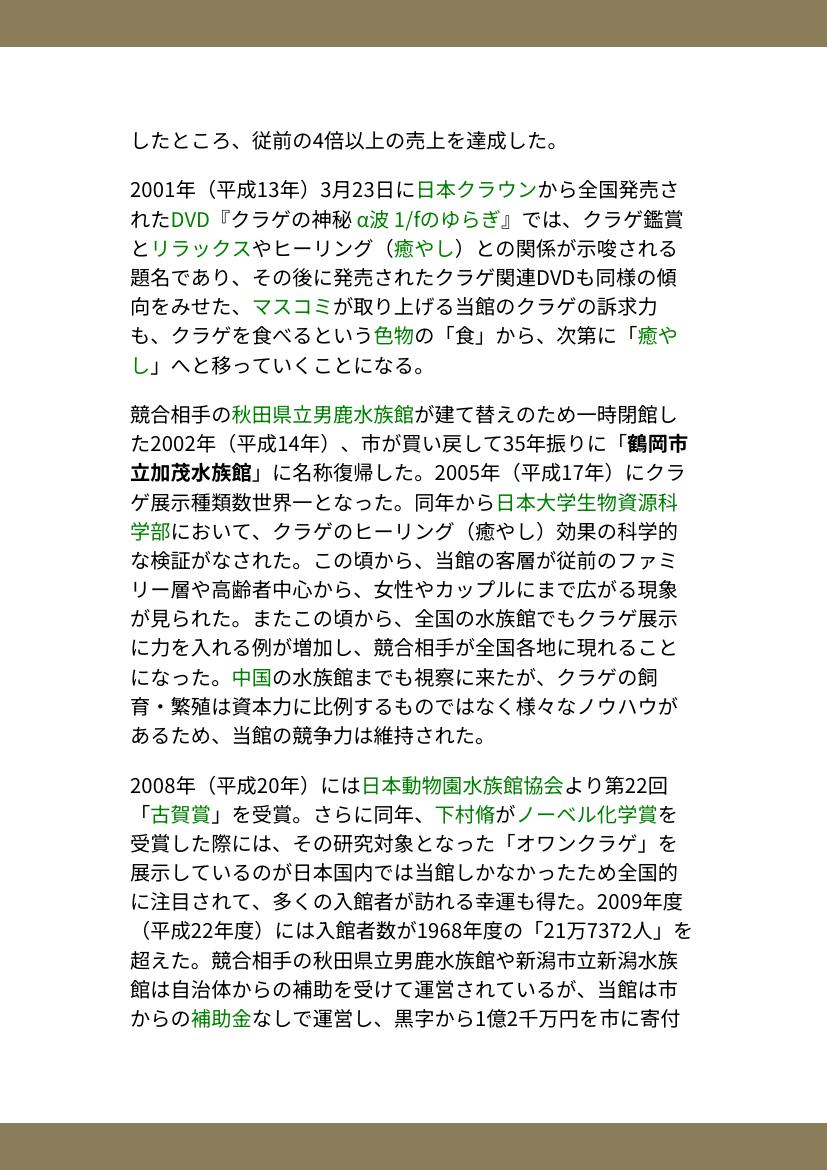 したところ、従前の4倍以上の売上を達成した。
2001年（平成13年）3月23日に日本クラウンから全国発売さ
れたDVD『クラゲの神秘 α波 1/fのゆらぎ』では、クラゲ鑑賞
とリラックスやヒーリング（癒やし）との関係が示唆される
題名であり、その後に発売されたクラゲ関連DVDも同様の傾
向をみせた、マスコミが取り上げる当館のクラゲの訴求力
も、クラゲを食べるという色物の「食」から、次第に「癒や
し」へと移っていくことになる。
競合相手の秋田県立男鹿水族館が建て替えのため一時閉館し
た2002年（平成14年）、市が買い戻して35年振りに「鶴岡市
立加茂水族館」に名称復帰した。2005年（平成17年）にクラ
ゲ展示種類数世界一となった。同年から日本大学生物資源科
学部において、クラゲのヒーリング（癒やし）効果の科学的
な検証がなされた。この頃から、当館の客層が従前のファミ
リー層や高齢者中心から、女性やカップルにまで広がる現象
が見られた。またこの頃から、全国の水族館でもクラゲ展示
に力を入れる例が増加し、競合相手が全国各地に現れること
になった。中国の水族館までも視察に来たが、クラゲの飼
育・繁殖は資本力に比例するものではなく様々なノウハウが
あるため、当館の競争力は維持された。
2008年（平成20年）には日本動物園水族館協会より第22回
「古賀賞」を受賞。さらに同年、下村脩がノーベル化学賞を
受賞した際には、その研究対象となった「オワンクラゲ」を
展示しているのが日本国内では当館しかなかったため全国的
に注目されて、多くの入館者が訪れる幸運も得た。2009年度
（平成22年度）には入館者数が1968年度の「21万7372人」を
超えた。競合相手の秋田県立男鹿水族館や新潟市立新潟水族
館は自治体からの補助を受けて運営されているが、当館は市
からの補助金なしで運営し、黒字から1億2千万円を市に寄付